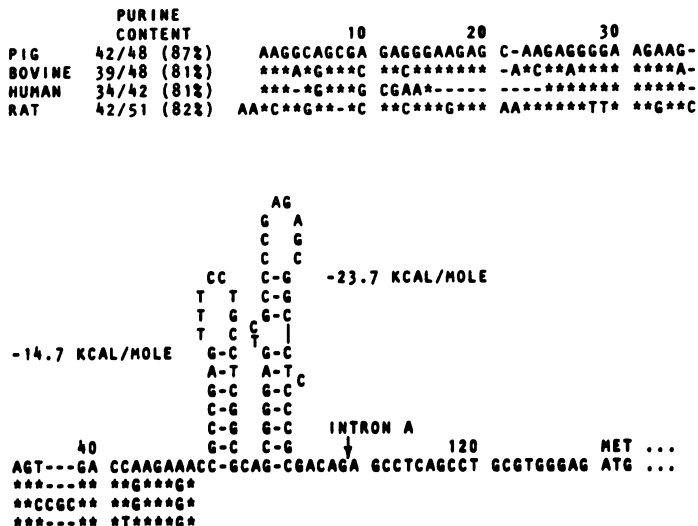 PURINE
CONTENT 10 20 30
PIG 42/48 (87%) AAGGCAGCGA GAGGGAAGAG C-AAGAGGGGA AGAAG-
BOVINE 39/48 (81%) ***A*G***C **C******* -A*C**A**** ****A-
HUMAN 34/42 (81%) ***-*G***G CGAA*----- ----******* *****-
RAT 42/51 (82%) AA*C**G**-*C **C***G*** AA******TT* **G**C
AG
G A
C G
C C
CC C-G -23.7 KCAL/MOLE
T T C-G
T G G-C
T C C T |
-14.7 KCAL/MOLE G-C G-C
A-T A-T C
G-C G-C
C-G C-C
C-G C-C
G-C C-G INTRON A
40 120 MET ...
AGT---GA CCAAGAAACC-GCAG-CGACAGA GCCTCAGCCT GCGTGGGAG ATG ...
***---** **G***G*
**CCGC** **G***G*
***---** *T****G*